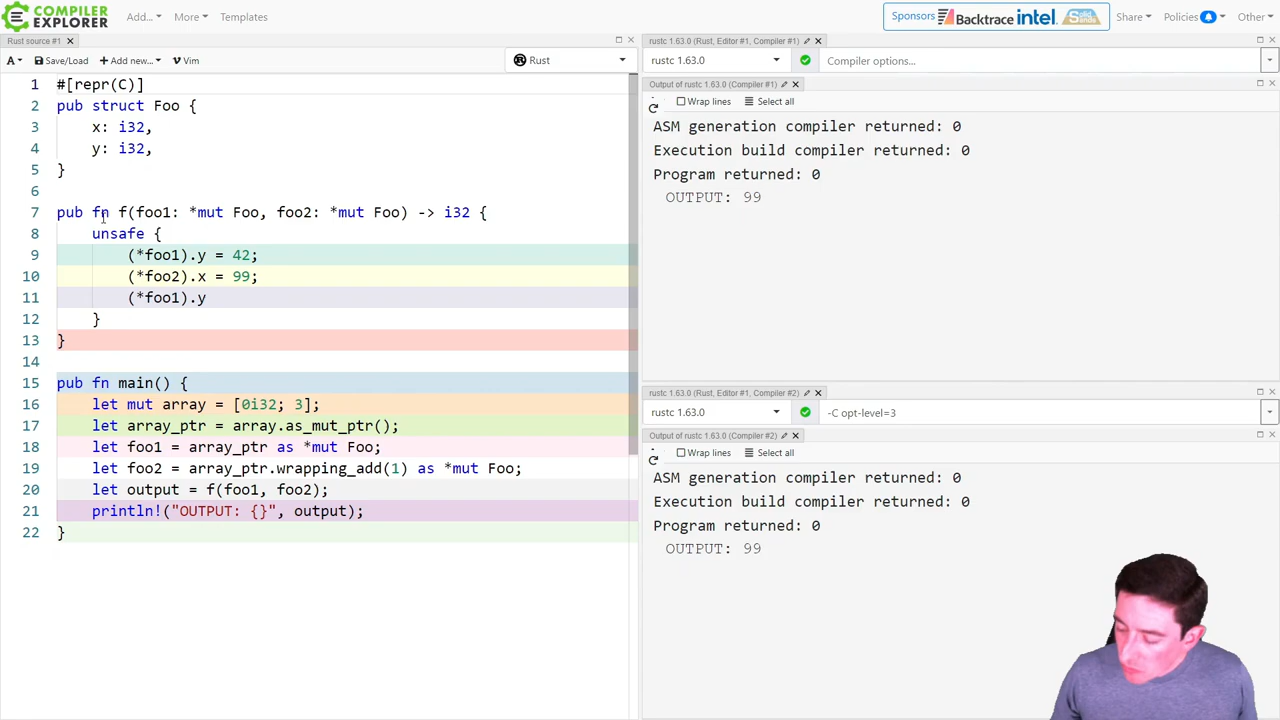 COMPILER
EXPLORER
Add...
More
Templates
Sponsors
Backtrace
intel
Solid Sands
Share
Policies
Other
Rust source #1
A
Save/Load
+ Add new...
Vim
Rust
1 #[repr(C)]
2 pub struct Foo {
3 x: i32,
4 y: i32,
5 }
6
7 pub fn f(foo1: *mut Foo, foo2: *mut Foo) -> i32 {
8 unsafe {
9 (*foo1).y = 42;
10 (*foo2).x = 99;
11 (*foo1).y
12 }
13 }
14
15 pub fn main() {
16 let mut array = [0i32; 3];
17 let array_ptr = array.as_mut_ptr();
18 let foo1 = array_ptr as *mut Foo;
19 let foo2 = array_ptr.wrapping_add(1) as *mut Foo;
20 let output = f(foo1, foo2);
21 println!("OUTPUT: {}", output);
22 }
rustc 1.63.0 (Rust, Editor #1, Compiler #1)
rustc 1.63.0
Compiler options...
Output of rustc 1.63.0 (Compiler #1)
Wrap lines
Select all
ASM generation compiler returned: 0
Execution build compiler returned: 0
Program returned: 0
OUTPUT: 99
rustc 1.63.0 (Rust, Editor #1, Compiler #2)
rustc 1.63.0
-C opt-level=3
Output of rustc 1.63.0 (Compiler #2)
Wrap lines
Select all
ASM generation compiler returned: 0
Execution build compiler returned: 0
Program returned: 0
OUTPUT: 99